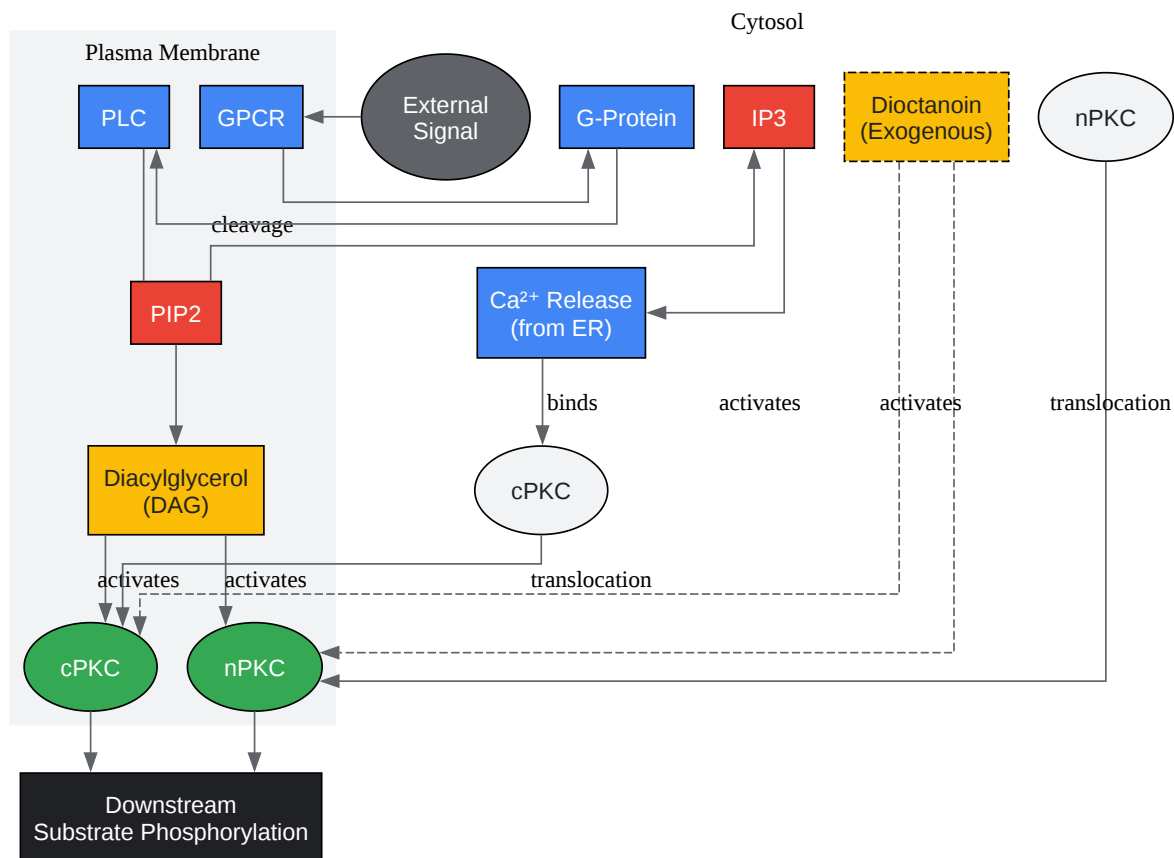 Cytosol
Plasma Membrane
PLC
GPCR
External
Signal
G-Protein
IP3
Dioctanoin
(Exogenous)
nPKC
cleavage
PIP2
Ca²⁺ Release
(from ER)
binds
activates
activates
translocation
Diacylglycerol
(DAG)
cPKC
activates
activates
translocation
cPKC
nPKC
Downstream
Substrate Phosphorylation